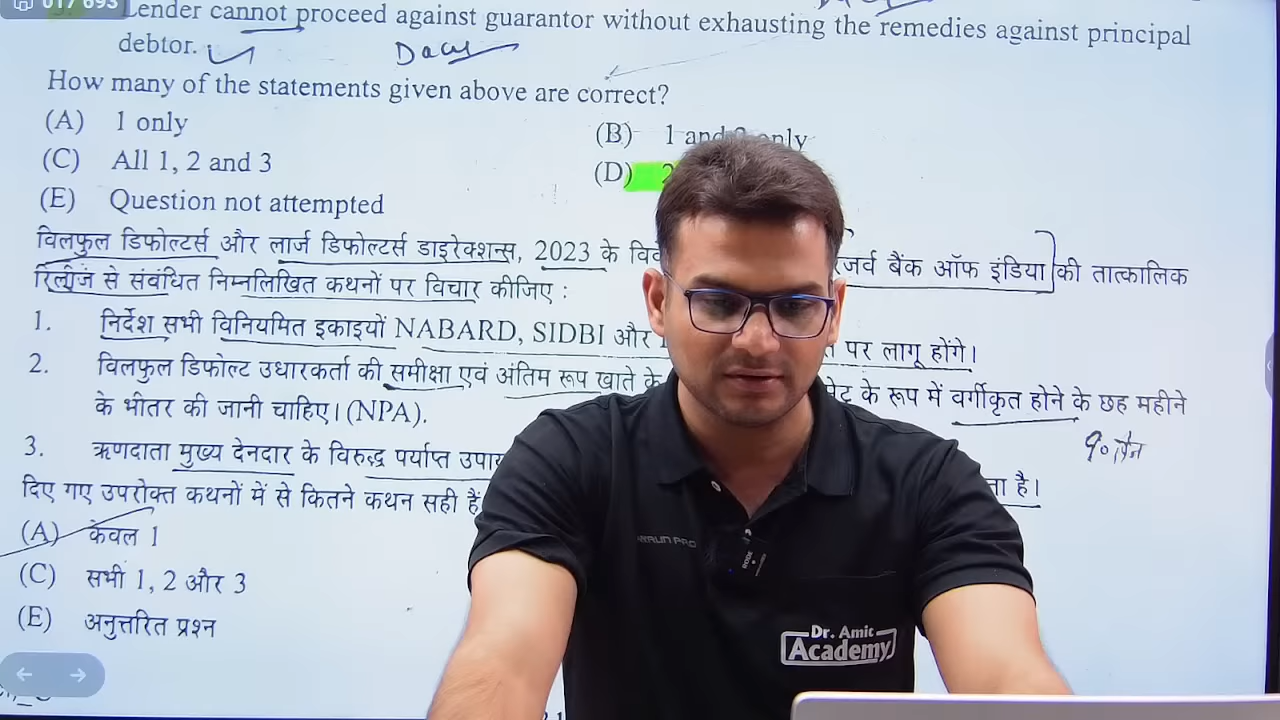 017 693
Lender cannot proceed against guarantor without exhausting the remedies against principal
debtor.
How many of the statements given above are correct?
(A) 1 only
(B) 1 and 2 only
(C) All 1, 2 and 3
(D) 2
(E) Question not attempted
विलफुल डिफोल्टर्स और लार्ज डिफोल्टर्स डाइरेक्शन्स, 2023 के रिजर्व बैंक ऑफ इंडिया की तात्कालिक
रिलीज से संबंधित निम्नलिखित कथनों पर विचार कीजिए :
1. निर्देश सभी विनियमित इकाइयों NABARD, SIDBI और पर लागू होंगे।
2. विलफुल डिफोल्ट उधारकर्ता की समीक्षा एवं अंतिम रूप खाते के के रूप में वर्गीकृत होने के छह महीने
के भीतर की जानी चाहिए। (NPA).
3. ऋणदाता मुख्य देनदार के विरुद्ध पर्याप्त है।
दिए गए उपरोक्त कथनों में से कितने कथन सही हैं
(A) केवल 1
(C) सभी 1, 2 और 3
(E) अनुत्तरित प्रश्न
Dr. Amit
Academy